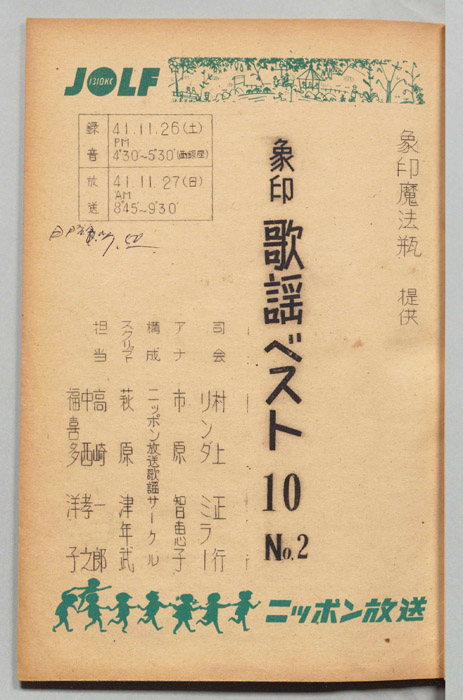 JOLF
1310KC
録音 41.11.26(土)
PM
4°30'~5°30'(西銀座)
放送 41.11.27(日)
AM
8°45'~9°30'
象印魔法瓶 提供
象印 歌謡ベスト10 No.2
司会 村上正行
リンダ ミラー
アナ 市原智恵子
構成 ニッポン放送歌謡サークル
スクリプト 萩原津年武
担当 高崎一郎
中西孝之
福喜多洋子
ニッポン放送